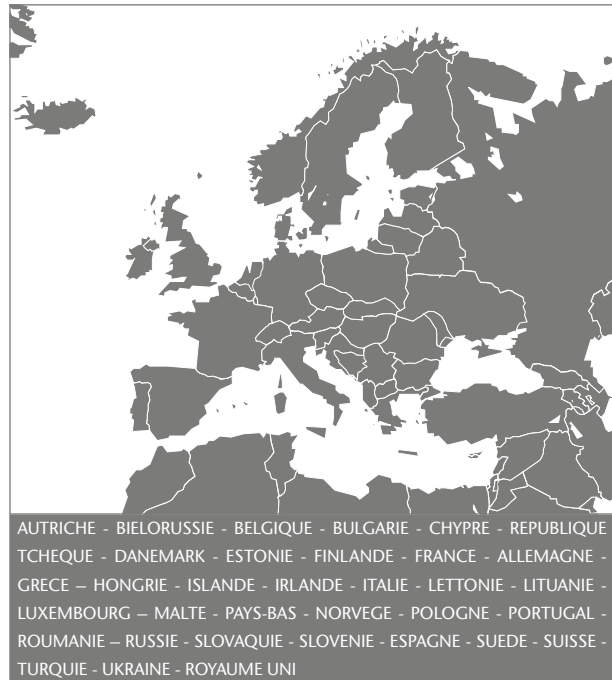 AUTRICHE - BIELORUSSIE - BELGIQUE - BULGARIE - CHYPRE - REPUBLIQUE
TCHEQUE - DANEMARK - ESTONIE - FINLANDE - FRANCE - ALLEMAGNE -
GRECE – HONGRIE - ISLANDE - IRLANDE - ITALIE - LETTONIE - LITUANIE -
LUXEMBOURG – MALTE - PAYS-BAS - NORVEGE - POLOGNE - PORTUGAL -
ROUMANIE – RUSSIE - SLOVAQUIE - SLOVENIE - ESPAGNE - SUEDE - SUISSE -
TURQUIE - UKRAINE - ROYAUME UNI